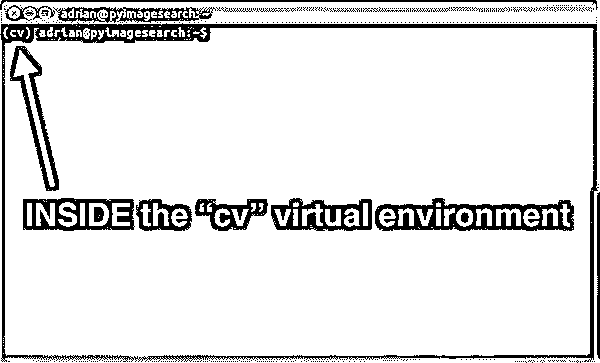 adrian@pyimagesearch: ~
(cv) adrian@pyimagesearch:~$
INSIDE the “cv” virtual environment